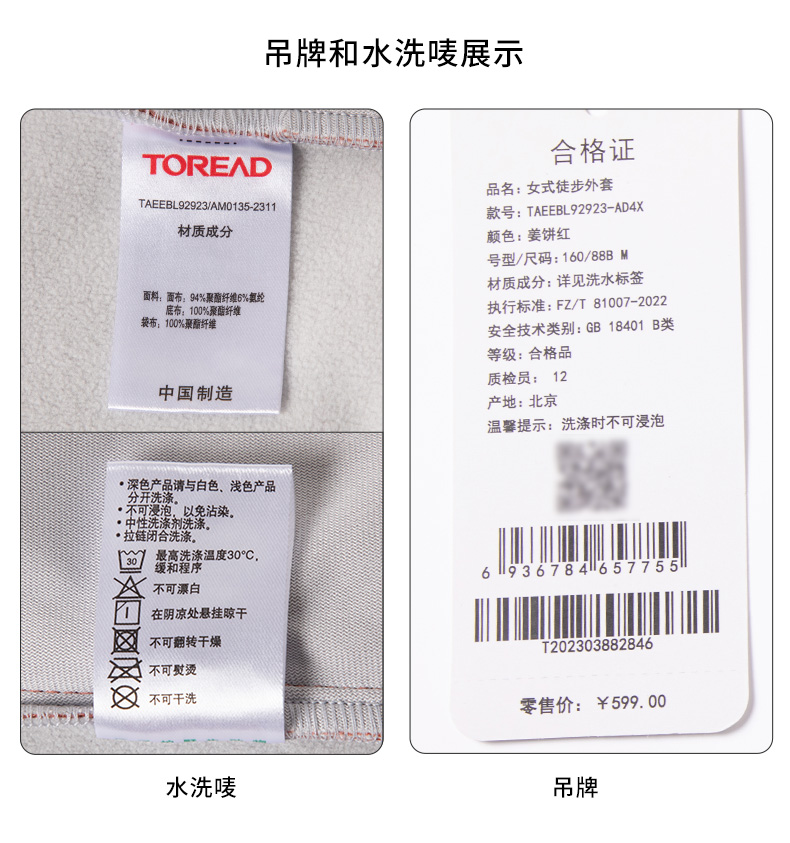 吊牌和水洗唛展示
TOREAD
TAEEBL92923/AM0135-2311
材质成分
面料：面布：94%聚酯纤维6%氨纶
底布：100%聚酯纤维
袋布：100%聚酯纤维
中国制造
•深色产品请与白色、浅色产品
分开洗涤。
•不可浸泡，以免沾染。
•中性洗涤剂洗涤。
•拉链闭合洗涤。
30
最高洗涤温度30℃，
缓和程序
不可漂白
在阴凉处悬挂晾干
不可翻转干燥
不可熨烫
不可干洗
水洗唛
合格证
品名：女式徒步外套
款号：TAEEBL92923-AD4X
颜色：姜饼红
号型/尺码：160/88B M
材质成分：详见洗水标签
执行标准：FZ/T 81007-2022
安全技术类别：GB 18401 B类
等级：合格品
质检员： 12
产地：北京
温馨提示：洗涤时不可浸泡
6 936784 657755
T202303882846
零售价：￥599.00
吊牌